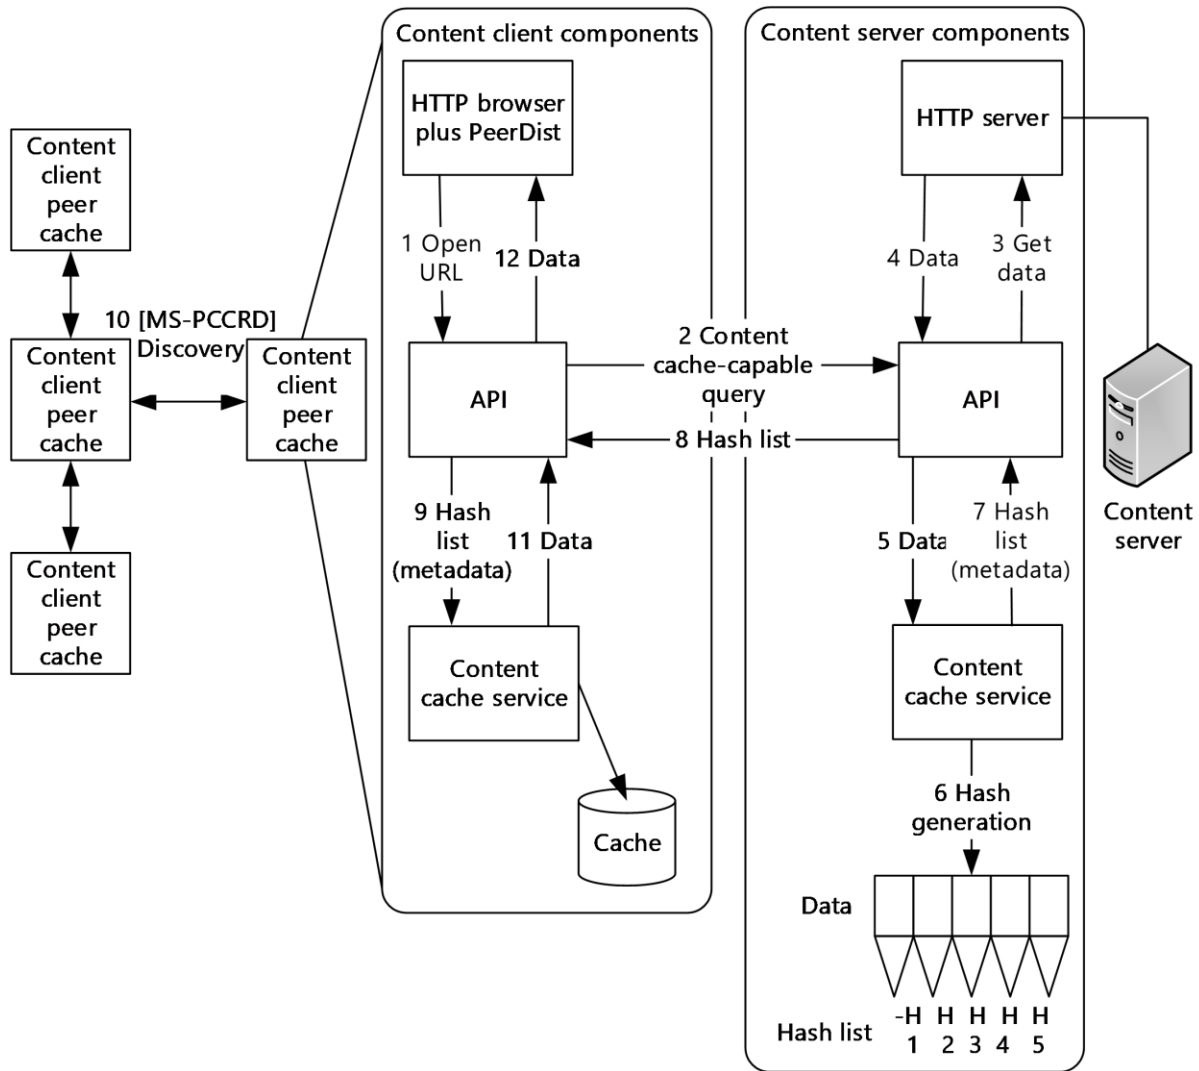 Content client components
Content server components
HTTP browser
plus PeerDist
HTTP server
Content
client
peer
cache
1 Open
URL
12 Data
4 Data
3 Get
data
10 [MS-PCCRD]
Discovery
Content
client
peer
cache
Content
client
peer
cache
API
2 Content
cache-capable
query
API
8 Hash list
9 Hash
list
(metadata)
11 Data
5 Data
7 Hash
list
(metadata)
Content
server
Content
client
peer
cache
Content
cache service
Content
cache service
Cache
6 Hash
generation
Data
Hash list
-H H H H H
1 2 3 4 5